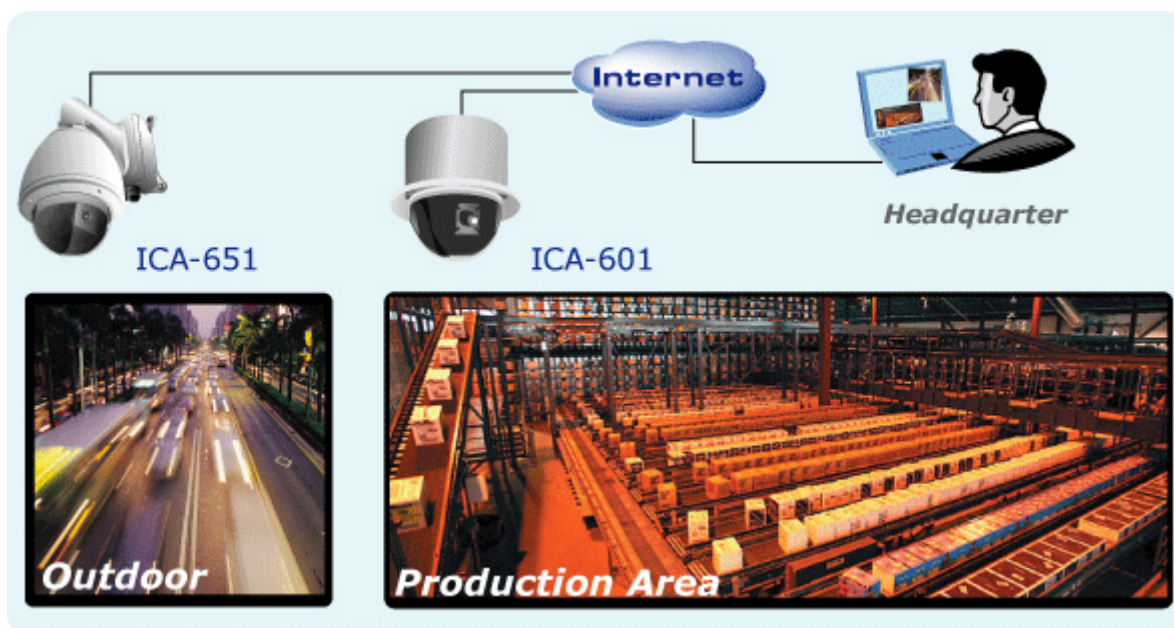 Internet
Headquarter
ICA-651
ICA-601
Outdoor
Production Area